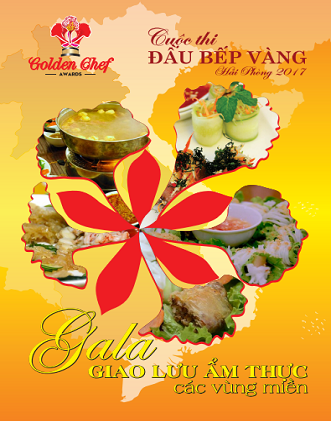 Golden Chef
AWARDS
Cuộc thi
ĐẦU BẾP VÀNG
Hải Phòng 2017
Gala
GIAO LƯU ẨM THỰC
các vùng miền